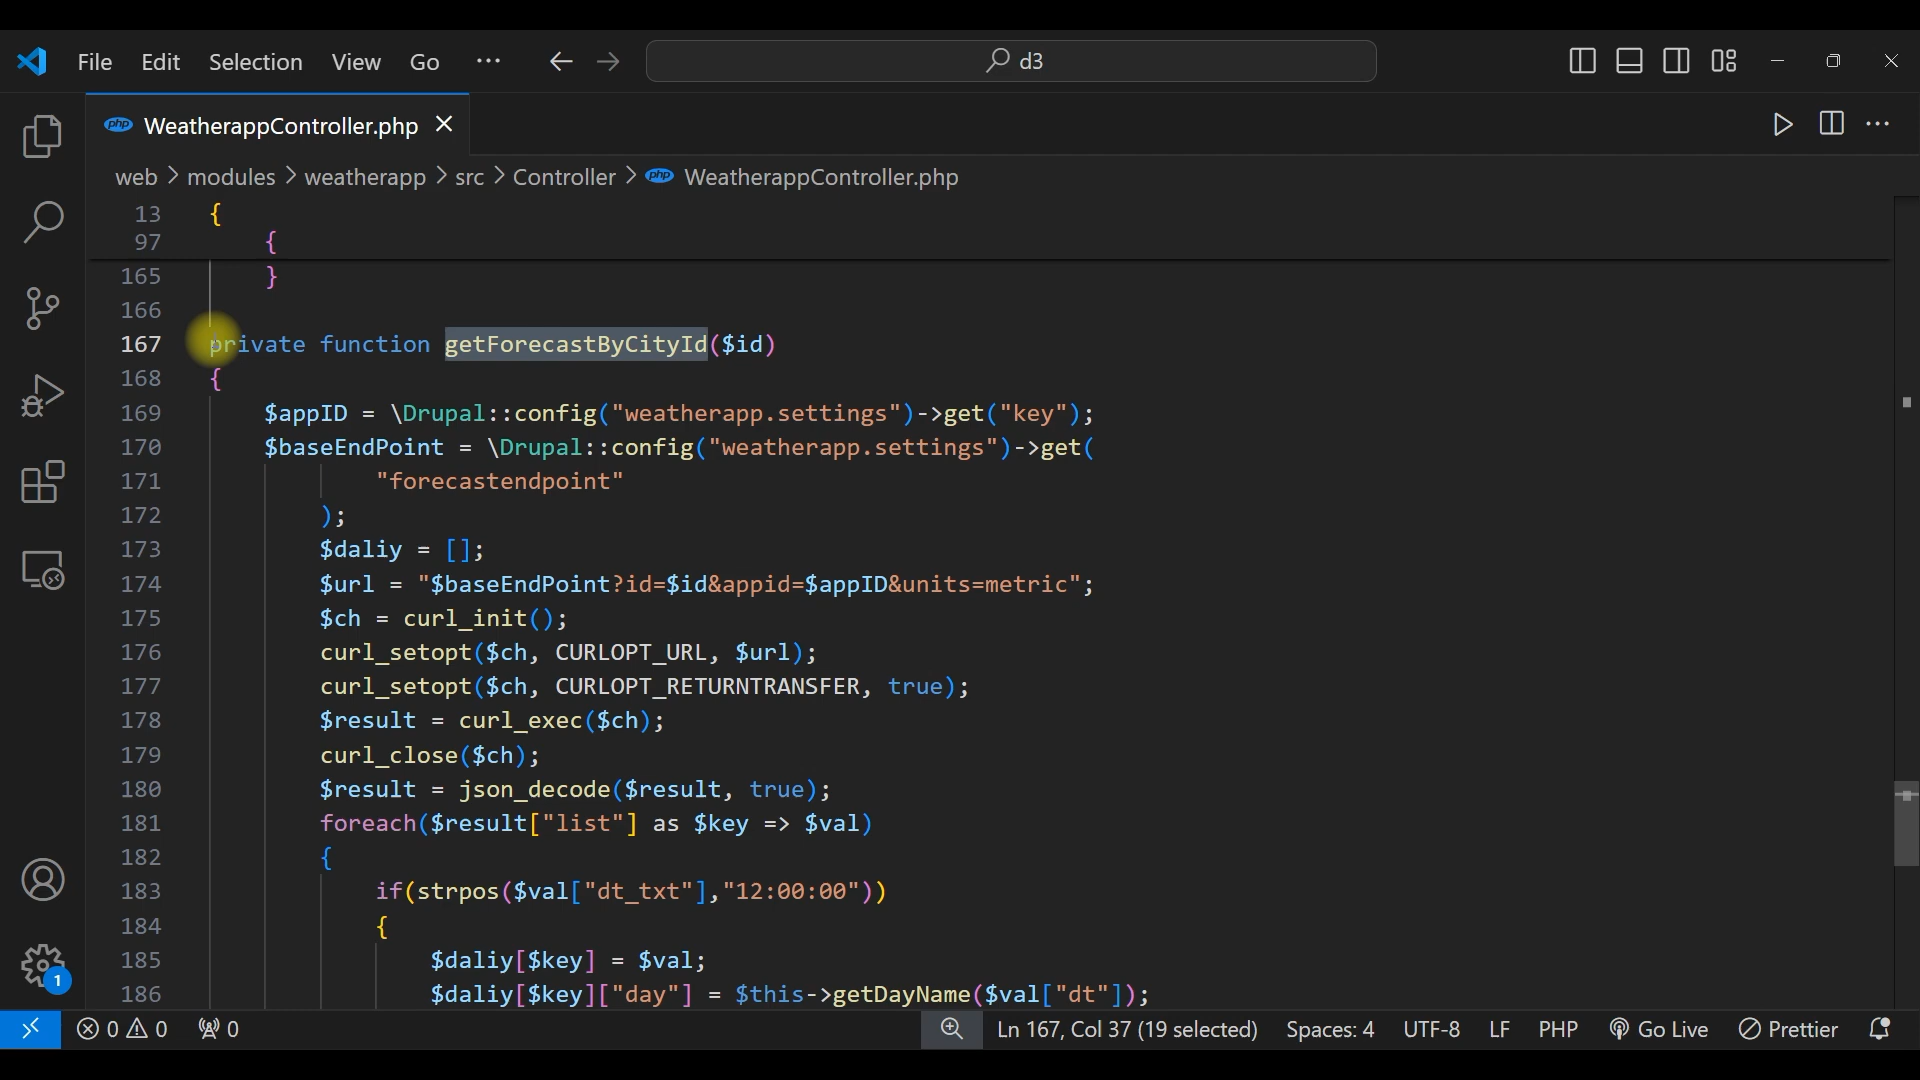 File Edit Selection View Go ··· d3
php WeatherappController.php
web > modules > weatherapp > src > Controller > php WeatherappController.php
13 {
97 {
165 }
166
167 private function getForecastByCityId($id)
168 {
169 $appID = \Drupal::config("weatherapp.settings")->get("key");
170 $baseEndPoint = \Drupal::config("weatherapp.settings")->get(
171 "forecastendpoint"
172 );
173 $daliy = [];
174 $url = "$baseEndPoint?id=$id&appid=$appID&units=metric";
175 $ch = curl_init();
176 curl_setopt($ch, CURLOPT_URL, $url);
177 curl_setopt($ch, CURLOPT_RETURNTRANSFER, true);
178 $result = curl_exec($ch);
179 curl_close($ch);
180 $result = json_decode($result, true);
181 foreach($result["list"] as $key => $val)
182 {
183 if(strpos($val["dt_txt"],"12:00:00"))
184 {
185 $daliy[$key] = $val;
186 $daliy[$key]["day"] = $this->getDayName($val["dt"]);
1
0 0 0 Ln 167, Col 37 (19 selected) Spaces: 4 UTF-8 LF PHP Go Live Prettier